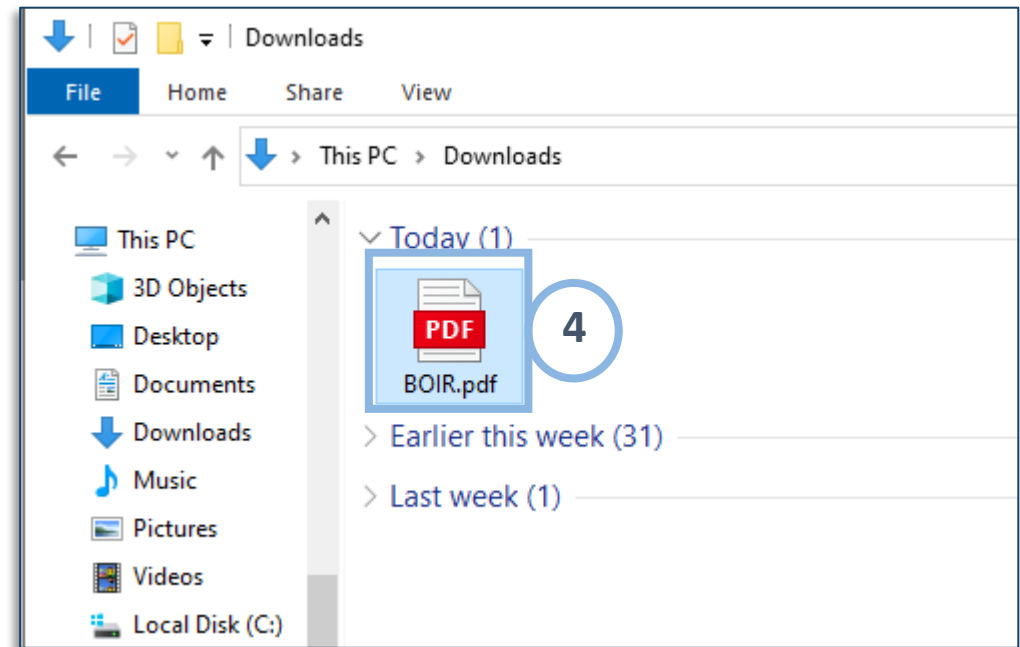 Downloads
File Home Share View
This PC > Downloads
This PC
3D Objects
Desktop
Documents
Downloads
Music
Pictures
Videos
Local Disk (C:)
Today (1)
PDF
BOIR.pdf
4
Earlier this week (31)
Last week (1)